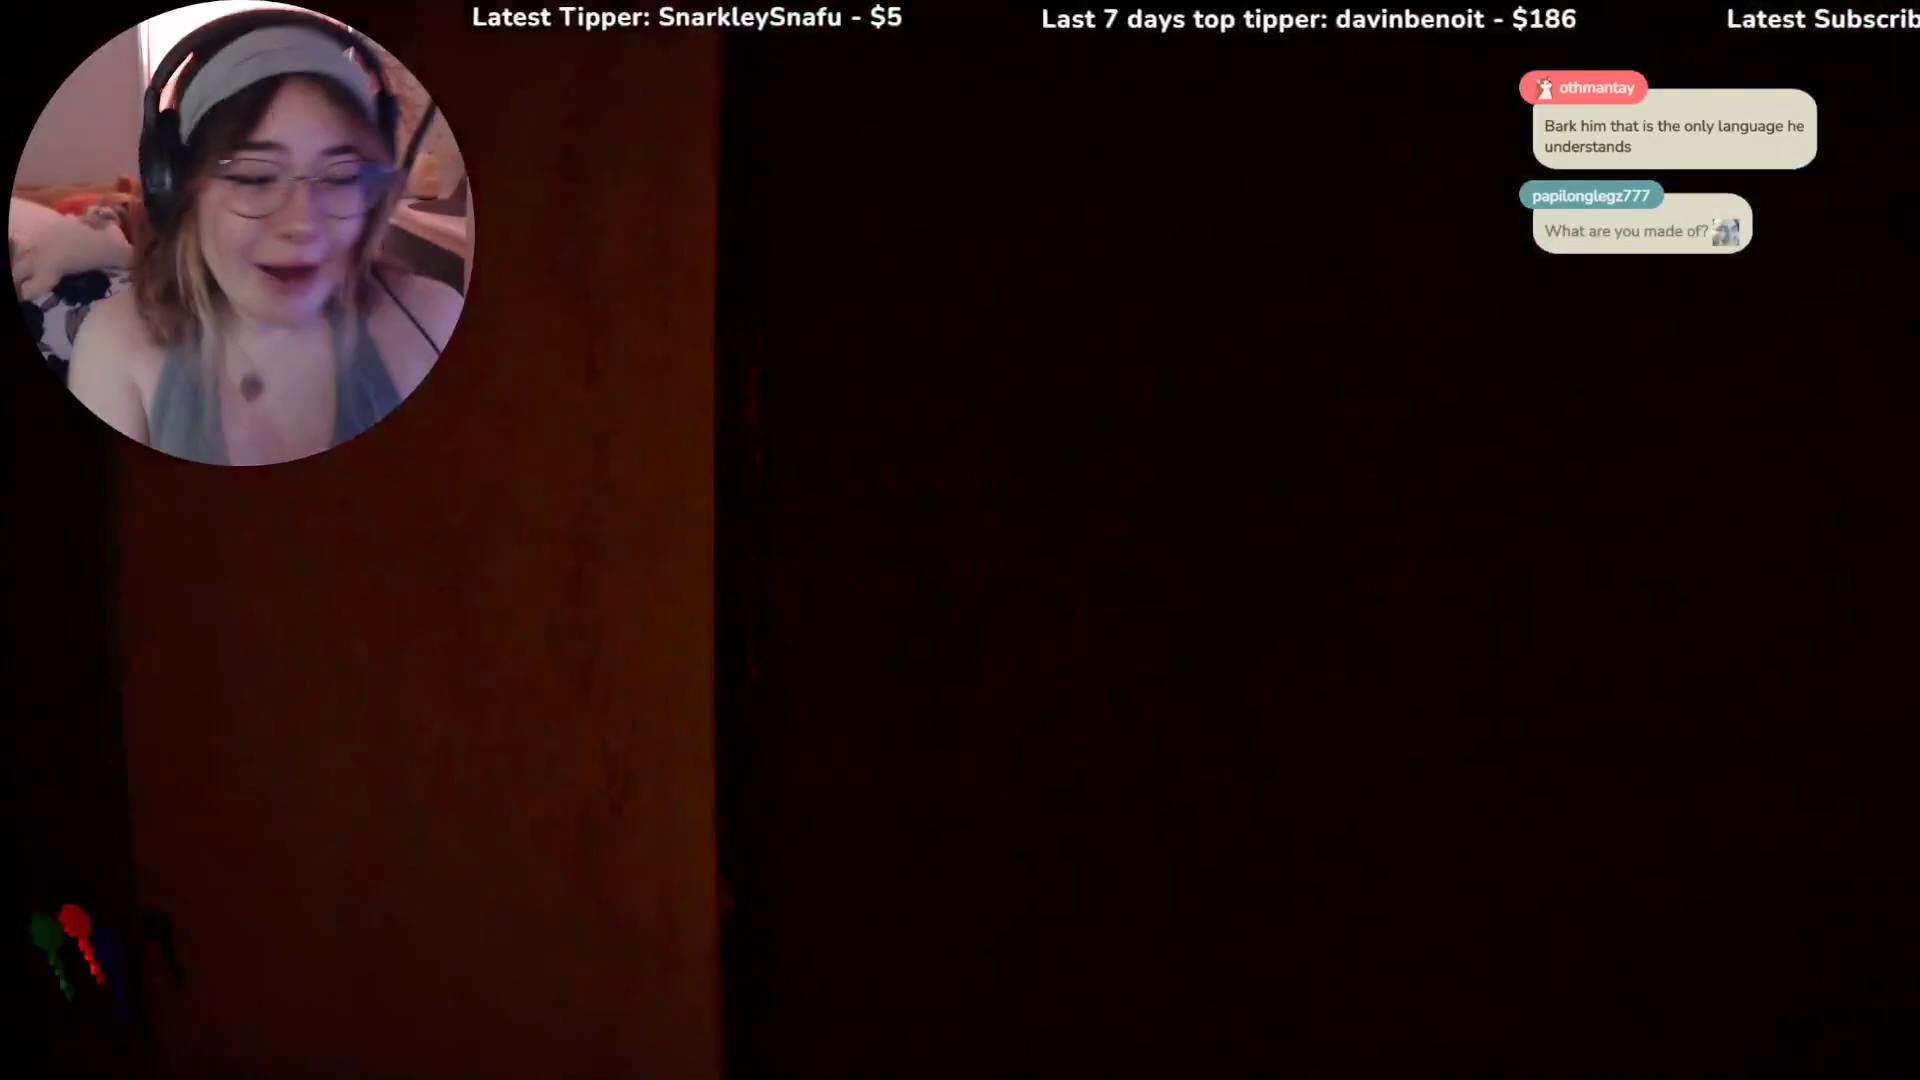 Latest Tipper: SnarkleySnafu - $5
Last 7 days top tipper: davinbenoit - $186
Latest Subscrib
othmantay
Bark him that is the only language he
understands
papilonglegz777
What are you made of?